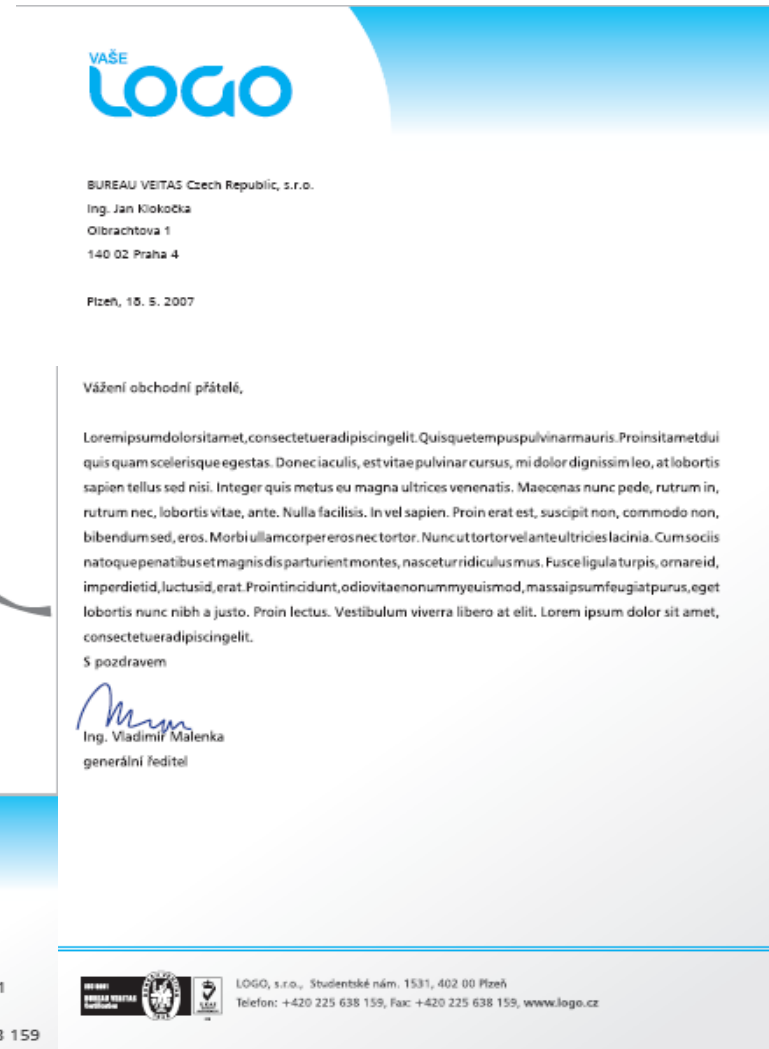 VAŠE
LOGO
BUREAU VEITAS Czech Republic, s.r.o.
Ing. Jan Klokočka
Olbrachtova 1
140 02 Praha 4
Plzeň, 18. 5. 2007
Vážení obchodní přátelé,
Loremipsumdolorsitamet,consectetueradipiscingelit.Quisquetempuspulvinarmauris.Proinsitametdui
quis quam scelerisque egestas. Donec iaculis, est vitae pulvinar cursus, mi dolor dignissim leo, at lobortis
sapien tellus sed nisi. Integer quis metus eu magna ultrices venenatis. Maecenas nunc pede, rutrum in,
rutrum nec, lobortis vitae, ante. Nulla facilisis. In vel sapien. Proin erat est, suscipit non, commodo non,
bibendum sed, eros. Morbi ullamcorper eros nec tortor. Nunc ut tortor vel ante ultricies lacinia. Cum sociis
natoque penatibus et magnis dis parturient montes, nascetur ridiculus mus. Fusce ligula turpis, ornare id,
imperdiet id, luctus id, erat. Proin tincidunt, odio vitae nonummy euismod, massa ipsum feugiat purus, eget
lobortis nunc nibh a justo. Proin lectus. Vestibulum viverra libero at elit. Lorem ipsum dolor sit amet,
consectetueradipiscingelit.
S pozdravem
Ing. Vladimír Malenka
generální ředitel
1
159
ISO 9001
BUREAU VERITAS
Certification
LOGO, s.r.o., Studentské nám. 1531, 402 00 Plzeň
Telefon: +420 225 638 159, Fax: +420 225 638 159, www.logo.cz